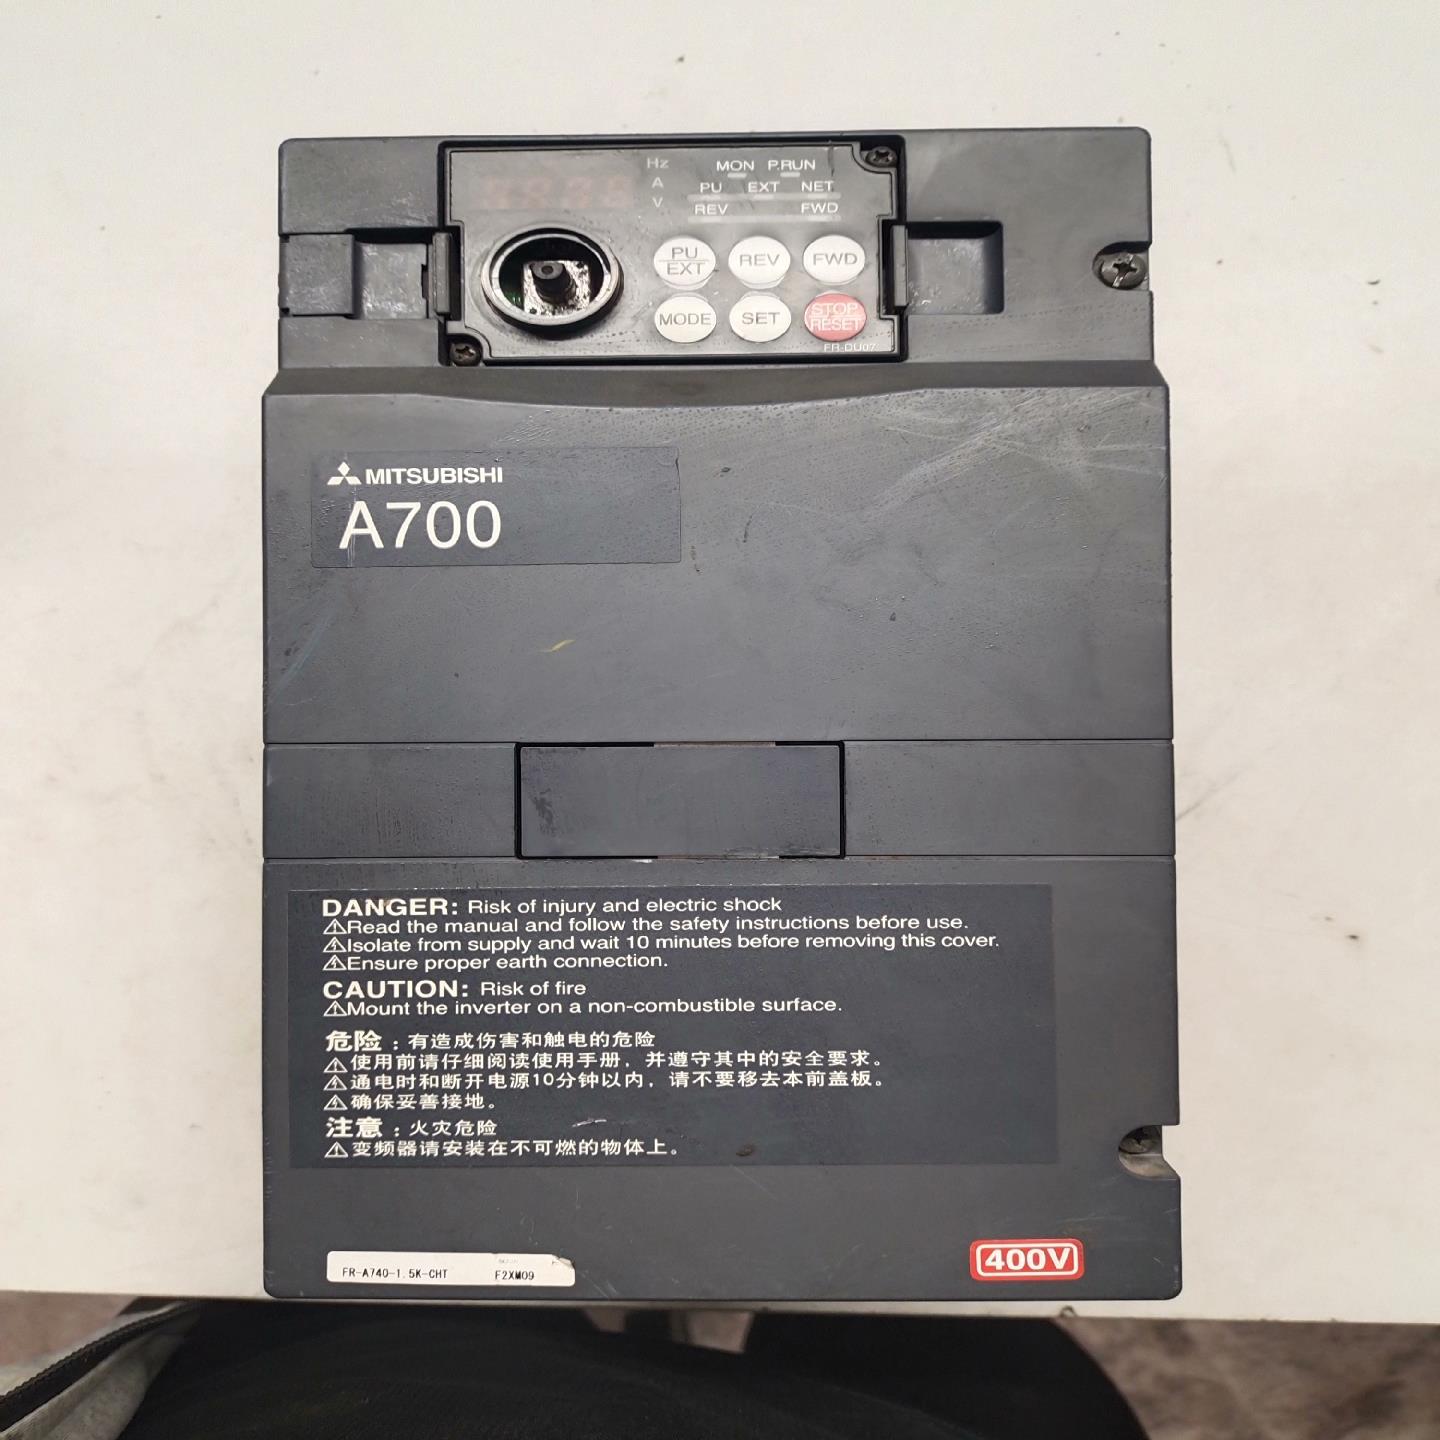 Hz
MON P.RUN
A
PU EXT NET
V
REV FWD
PU
EXT
REV
FWD
MODE
SET
STOP
RESET
FR-DU07
MITSUBISHI
A700
DANGER: Risk of injury and electric shock
Read the manual and follow the safety instructions before use.
Isolate from supply and wait 10 minutes before removing this cover.
Ensure proper earth connection.
CAUTION: Risk of fire
Mount the inverter on a non-combustible surface.
危险：有造成伤害和触电的危险
使用前请仔细阅读使用手册，并遵守其中的安全要求。
通电时和断开电源10分钟以内，请不要移去本前盖板。
确保妥善接地。
注意：火灾危险
变频器请安装在不可燃的物体上。
400V
FR-A740-1.5K-CHT F2XM09